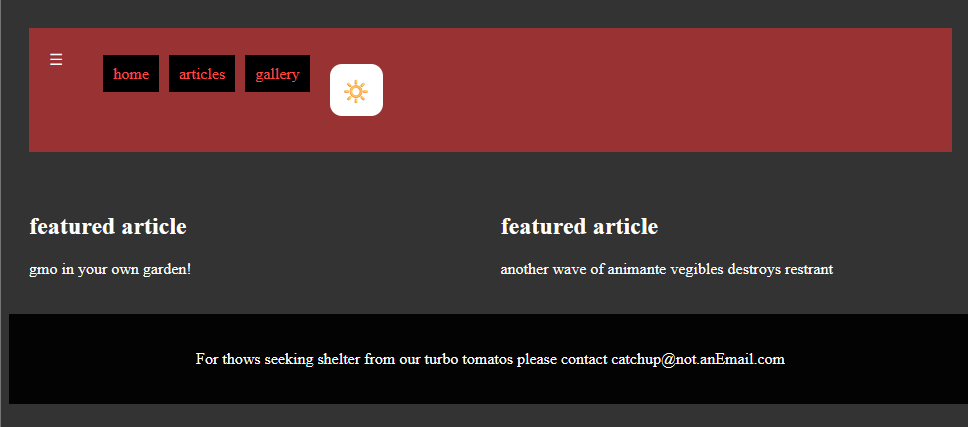 ☰ home articles gallery 🔆
featured article
gmo in your own garden!
featured article
another wave of animante vegibles destroys restrant
For thows seeking shelter from our turbo tomatos please contact catchup@not.anEmail.com